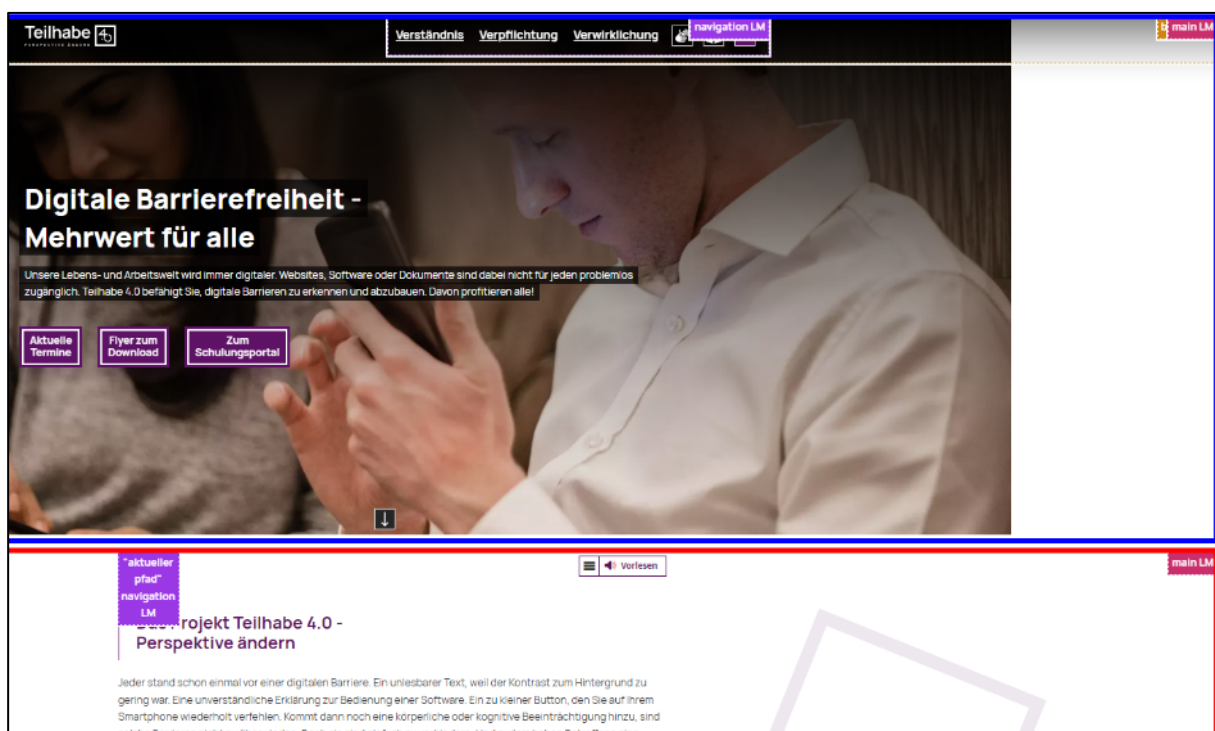 Teilhabe 4.0
PERSPEKTIVE ÄNDERN
Verständnis Verpflichtung Verwirklichung
navigation LM
main LM
Digitale Barrierefreiheit -
Mehrwert für alle
Unsere Lebens- und Arbeitswelt wird immer digitaler. Websites, Software oder Dokumente sind dabei nicht für jeden problemlos
zugänglich. Teilhabe 4.0 befähigt Sie, digitale Barrieren zu erkennen und abzubauen. Davon profitieren alle!
Aktuelle
Termine
Flyer zum
Download
Zum
Schulungsportal
"aktueller
pfad"
navigation
LM
Vorlesen
main LM
rojekt Teilhabe 4.0 -
Perspektive ändern
Jeder stand schon einmal vor einer digitalen Barriere. Ein unlesbarer Text, weil der Kontrast zum Hintergrund zu
gering war. Eine unverständliche Erklärung zur Bedienung einer Software. Ein zu kleiner Button, den Sie auf Ihrem
Smartphone wiederholt verfehlen. Kommt dann noch eine körperliche oder kognitive Beeinträchtigung hinzu, sind